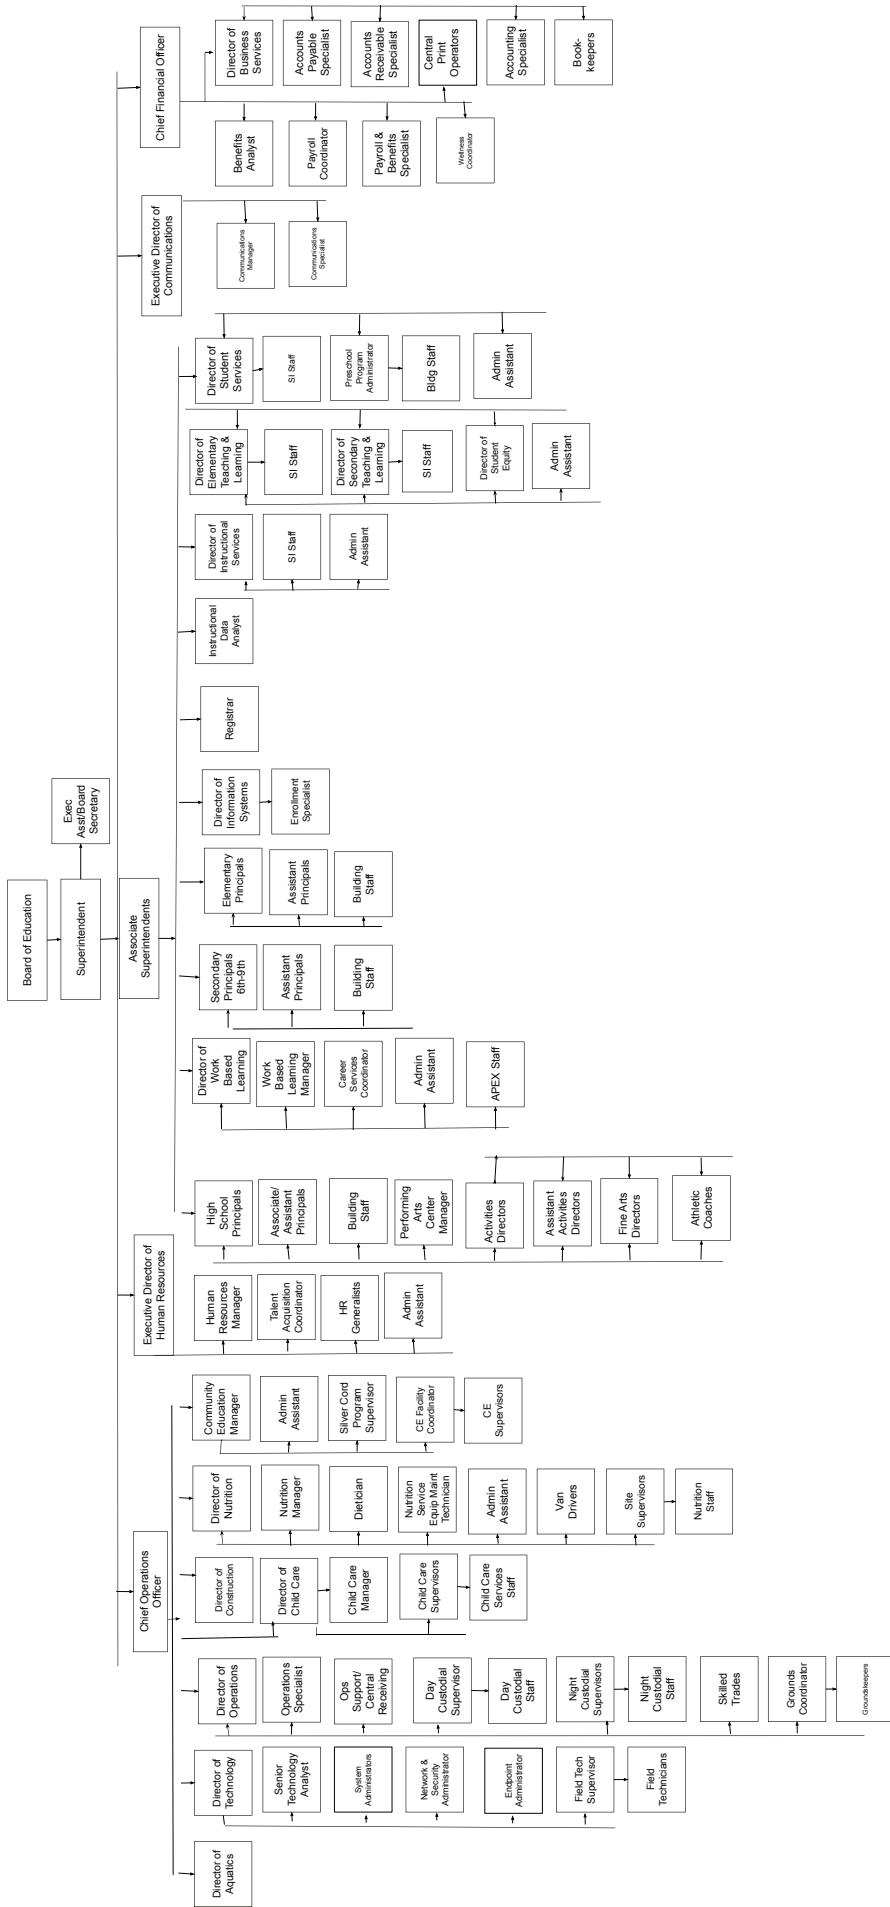 Board of Education
Superintendent
Exec
Asst/Board
Secretary
Chief Operations
Officer
Executive Director of
Human Resources
Associate
Superintendents
Executive Director of
Communications
Chief Financial Officer
Director of
Aquatics
Director of
Technology
Senior
Technology
Analyst
System
Administrators
Network &
Security
Administrator
Endpoint
Administrator
Field Tech
Supervisor
Field
Technicians
Director of
Operations
Operations
Specialist
Ops
Support/
Central
Receiving
Day
Custodial
Supervisor
Day
Custodial
Staff
Night
Custodial
Supervisors
Night
Custodial
Staff
Skilled
Trades
Grounds
Coordinator
Groundskeepers
Director of
Construction
Director of
Child Care
Child Care
Manager
Child Care
Supervisors
Child Care
Services
Staff
Director of
Nutrition
Nutrition
Manager
Dietician
Nutrition
Service
Equip Maint
Technician
Admin
Assistant
Van
Drivers
Site
Supervisors
Nutrition
Staff
Community
Education
Manager
Admin
Assistant
Silver Cord
Program
Supervisor
CE Facility
Coordinator
CE
Supervisors
Human
Resources
Manager
Talent
Acquisition
Coordinator
HR
Generalists
Admin
Assistant
High
School
Principals
Associate/
Assistant
Principals
Building
Staff
Performing
Arts
Center
Manager
Activities
Directors
Assistant
Activities
Directors
Fine Arts
Directors
Athletic
Coaches
Director of
Work
Based
Learning
Work
Based
Learning
Manager
Career
Services
Coordinator
Admin
Assistant
APEX Staff
Secondary
Principals
6th-9th
Assistant
Principals
Building
Staff
Elementary
Principals
Assistant
Principals
Building
Staff
Director of
Information
Systems
Enrollment
Specialist
Registrar
Instructional
Data
Analyst
Director of
Instructional
Services
SI Staff
Admin
Assistant
Director of
Elementary
Teaching &
Learning
SI Staff
Director of
Secondary
Teaching &
Learning
SI Staff
Director of
Student
Equity
Admin
Assistant
Director of
Student
Services
SI Staff
Preschool
Program
Administrator
Bldg Staff
Admin
Assistant
Communications
Manager
Communications
Specialist
Benefits
Analyst
Payroll
Coordinator
Payroll &
Benefits
Specialist
Wellness
Coordinator
Director of
Business
Services
Accounts
Payable
Specialist
Accounts
Receivable
Specialist
Central
Print
Operators
Accounting
Specialist
Book-
keepers